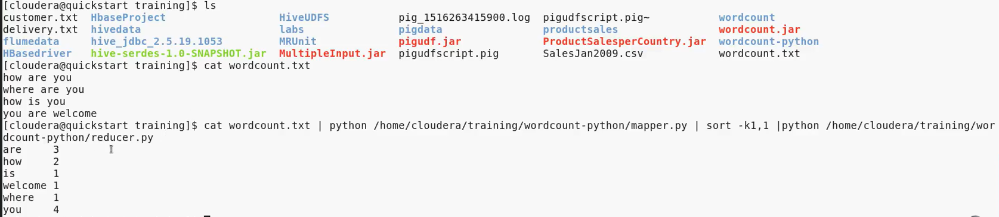 [cloudera@quickstart training]$ ls
customer.txt  HbaseProject                   HiveUDFS           pig_1516263415900.log  pigudfscript.pig~          wordcount
delivery.txt  hivedata                       labs               pigdata                productsales               wordcount.jar
flumedata     hive_jdbc_2.5.19.1053          MRUnit             pigudf.jar             ProductSalesperCountry.jar wordcount-python
HBasedriver   hive-serdes-1.0-SNAPSHOT.jar   MultipleInput.jar  pigudfscript.pig       SalesJan2009.csv           wordcount.txt
[cloudera@quickstart training]$ cat wordcount.txt
how are you
where are you
how is you
you are welcome
[cloudera@quickstart training]$ cat wordcount.txt | python /home/cloudera/training/wordcount-python/mapper.py | sort -k1,1 |python /home/cloudera/training/wor
dcount-python/reducer.py
are     3
how     2
is      1
welcome 1
where   1
you     4